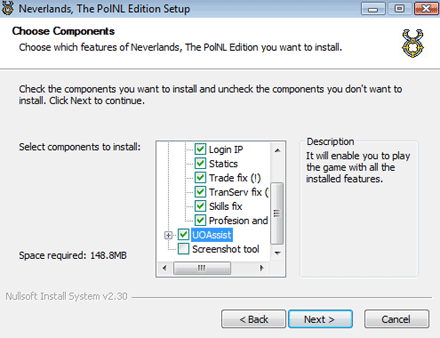 Neverlands, The PolNL Edition Setup
Choose Components
Choose which features of Neverlands, The PolNL Edition you want to install.
Check the components you want to install and uncheck the components you don't want to
install. Click Next to continue.
Select components to install:
Login IP
Statics
Trade fix (!)
TranServ fix (
Skills fix
Profesion and
UOAssist
Screenshot tool
Description
It will enable you to play
the game with all the
installed features.
Space required: 148.8MB
Nullsoft Install System v2.30
< Back
Next >
Cancel